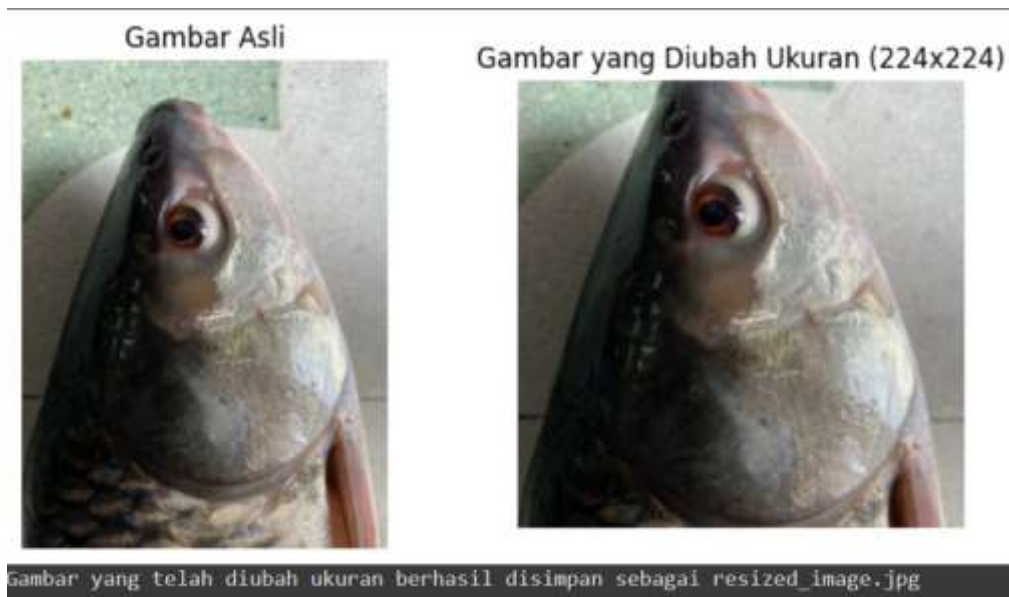 Gambar Asli
Gambar yang Diubah Ukuran (224x224)
Gambar yang telah diubah ukuran berhasil disimpan sebagai resized_image.jpg